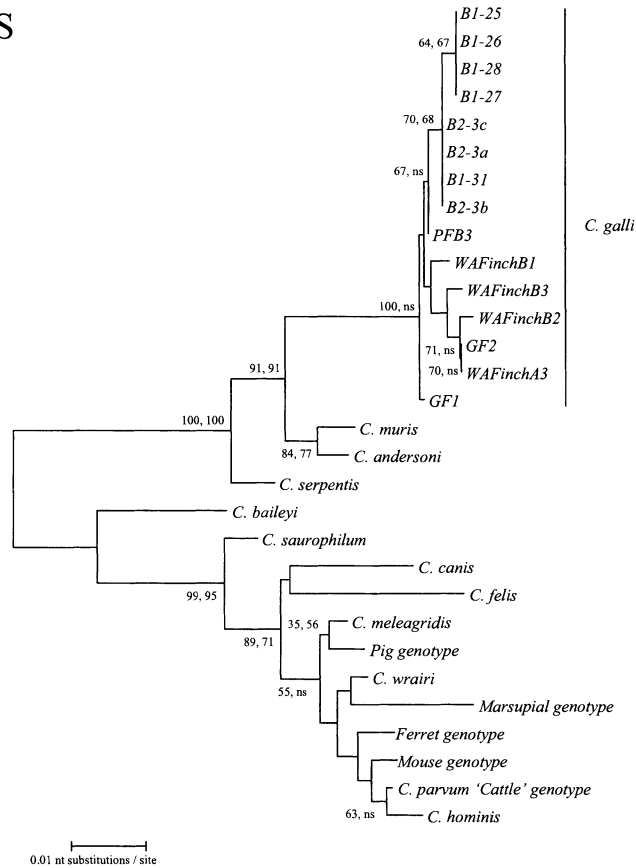 S
B1-25
64, 67
B1-26
B1-28
B1-27
70, 68
B2-3c
B2-3a
67, ns
B1-31
B2-3b
C. galli
PFB3
WAFinchB1
WAFinchB3
100, ns
WAFinchB2
71, ns
GF2
70, ns
WAFinchA3
91, 91
GF1
100, 100
C. muris
84, 77
C. andersoni
C. serpentis
C. baileyi
C. saurophilum
C. canis
99, 95
C. felis
35, 56
C. meleagridis
89, 71
Pig genotype
C. wrairi
55, ns
Marsupial genotype
Ferret genotype
Mouse genotype
C. parvum 'Cattle' genotype
63, ns
C. hominis
0.01 nt substitutions / site